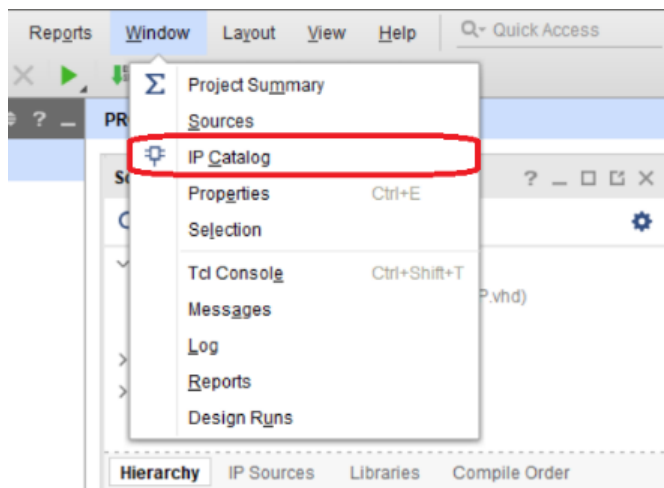 Reports Window Layout View Help Quick Access
Project Summary
? PR
Sources
IP Catalog
?
Properties Ctrl+E
Selection
Tcl Console Ctrl+Shift+T
P.vhd)
Messages
Log
Reports
Design Runs
Hierarchy IP Sources Libraries Compile Order